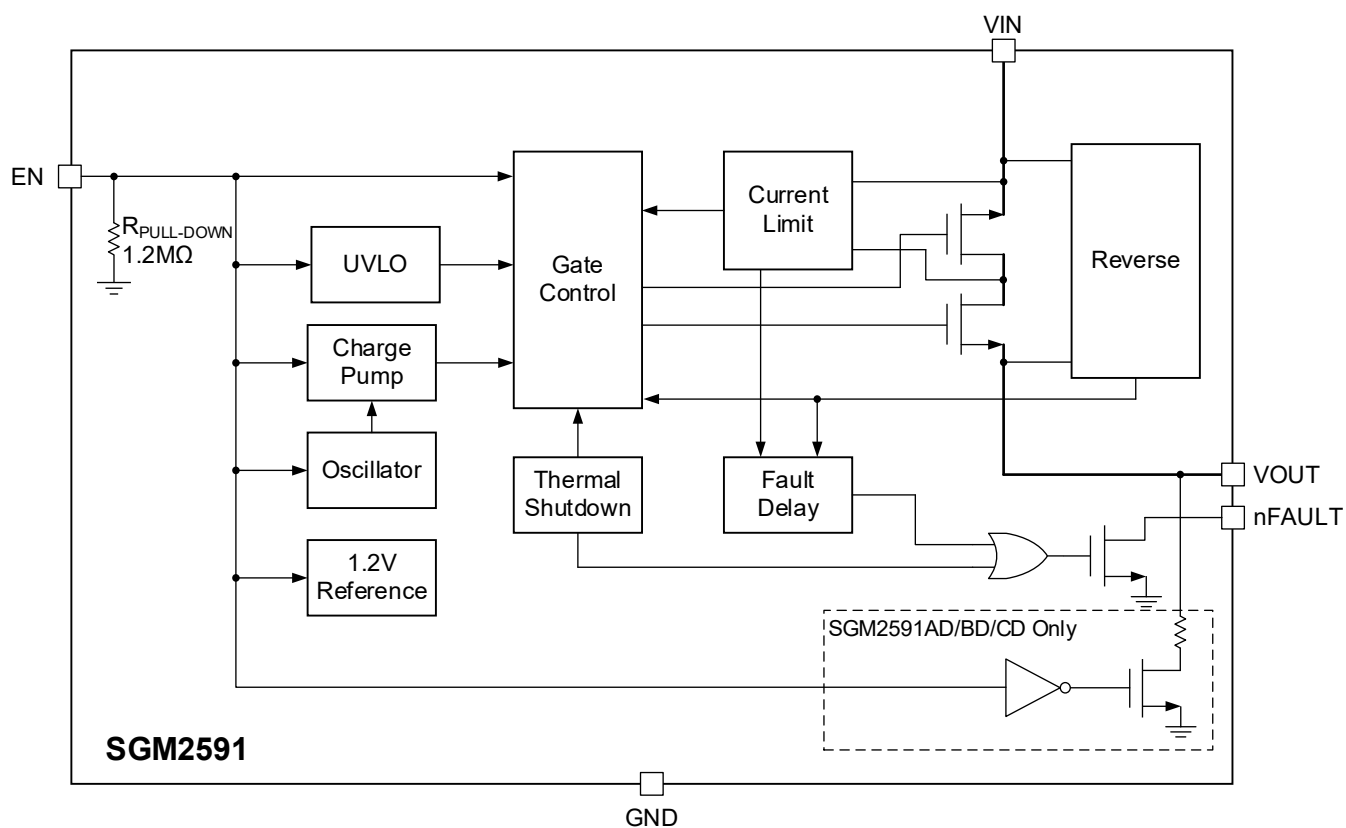 VIN
EN
RPULL-DOWN
1.2MΩ
UVLO
Gate
Control
Current
Limit
Reverse
Charge
Pump
Oscillator
Thermal
Shutdown
Fault
Delay
VOUT
nFAULT
1.2V
Reference
SGM2591AD/BD/CD Only
SGM2591
GND